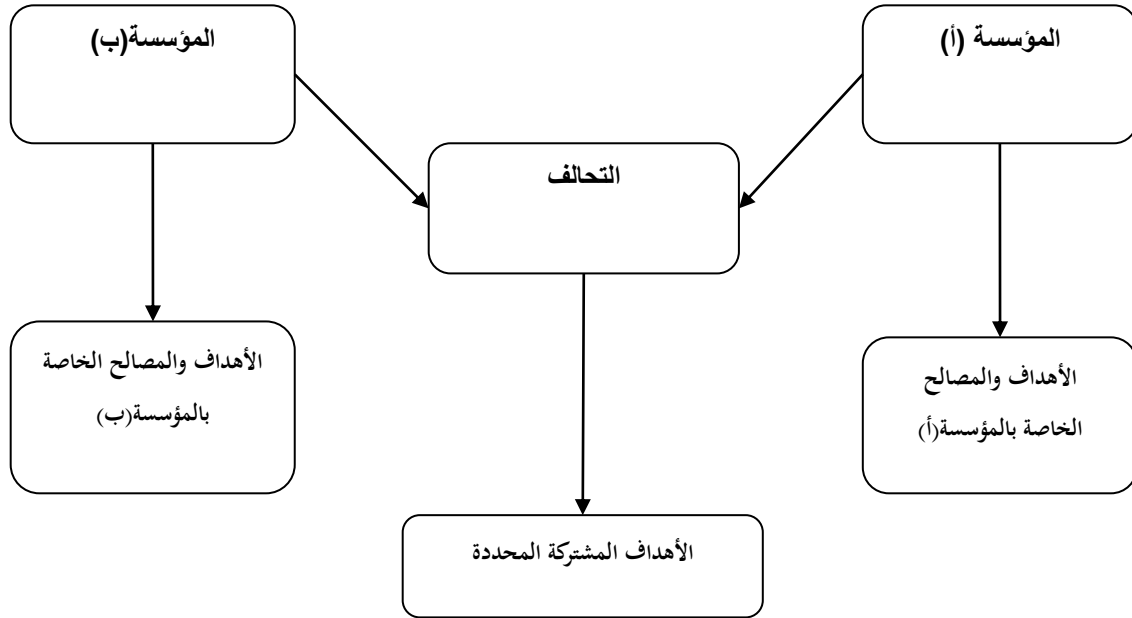 المؤسسة (أ)
المؤسسة(ب)
التحالف
الأهداف والمصالح
الخاصة بالمؤسسة(أ)
الأهداف والمصالح الخاصة
بالمؤسسة(ب)
الأهداف المشتركة المحددة